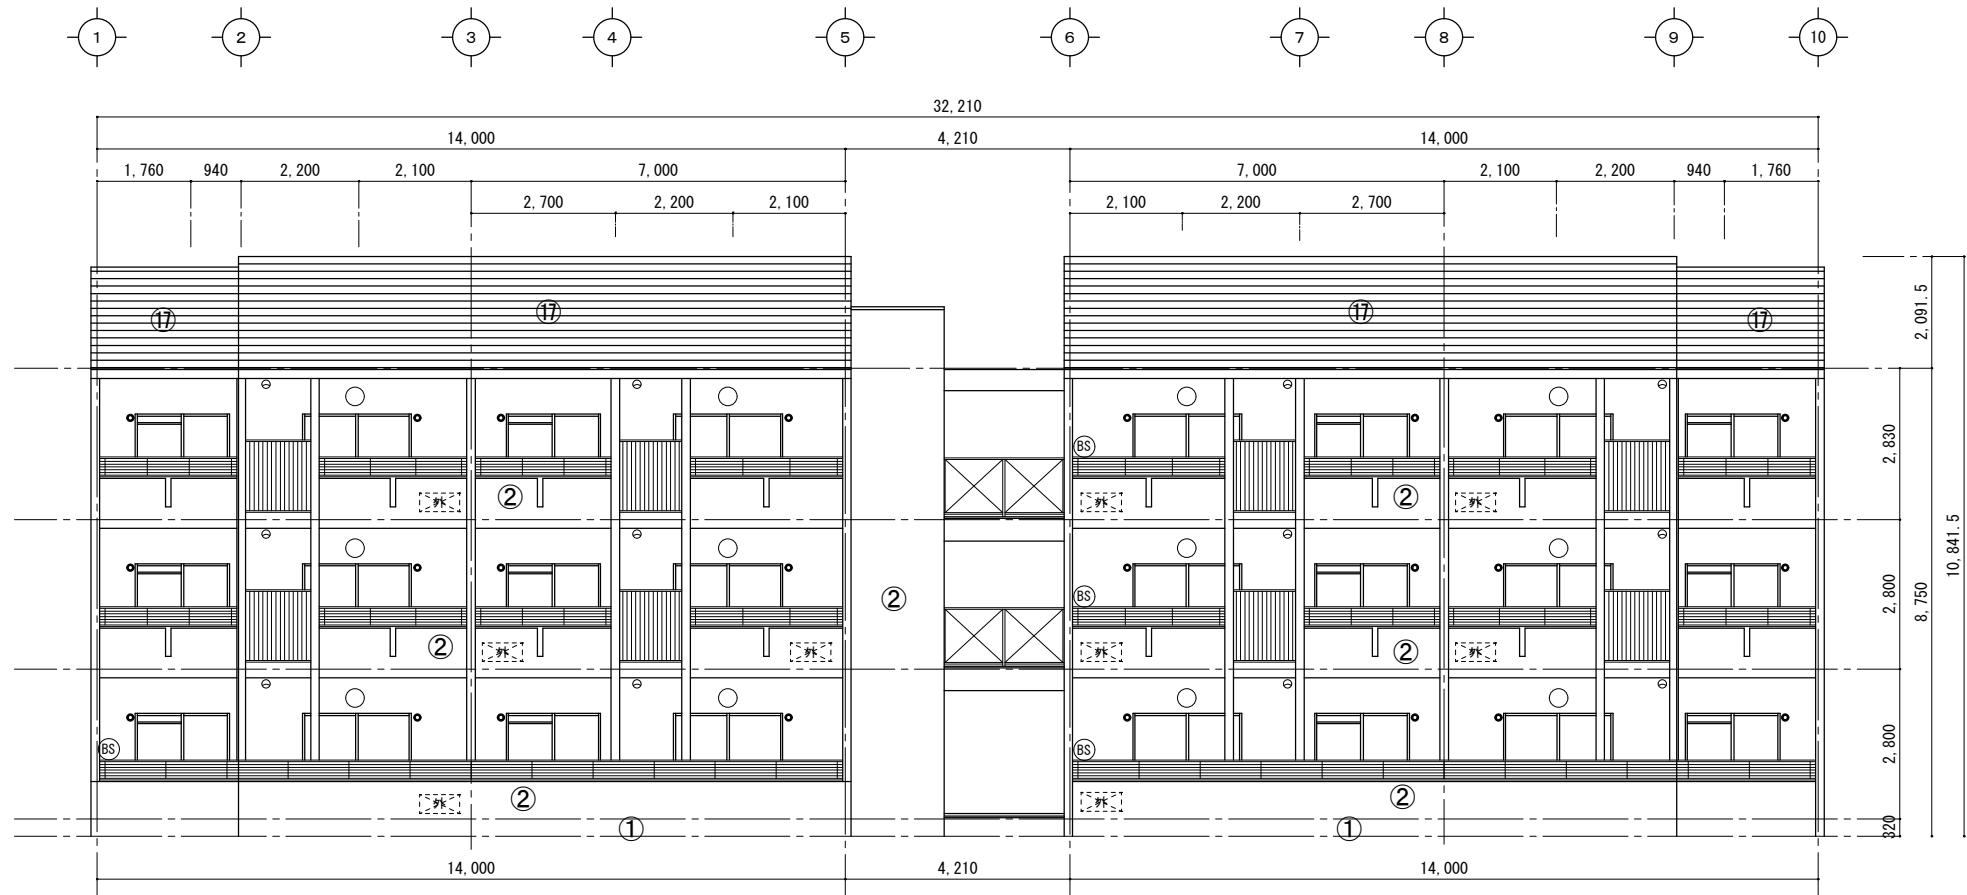 1 2 3 4 5 6 7 8 9 10
32,210
14,000 4,210 14,000
1,760 940 2,200 2,100 7,000 7,000 2,100 2,200 940 1,760
2,700 2,200 2,100 2,100 2,200 2,700
⑰ ⑰ ⑰ ⑰
2,091.5
BS
2,830
外 ② 外 ② 外
10,841.5
BS
② 2,800 8,750
② 外 外 外 ② 外
BS BS
2,800
外 ② 外 ②
① ① 320
14,000 4,210 14,000